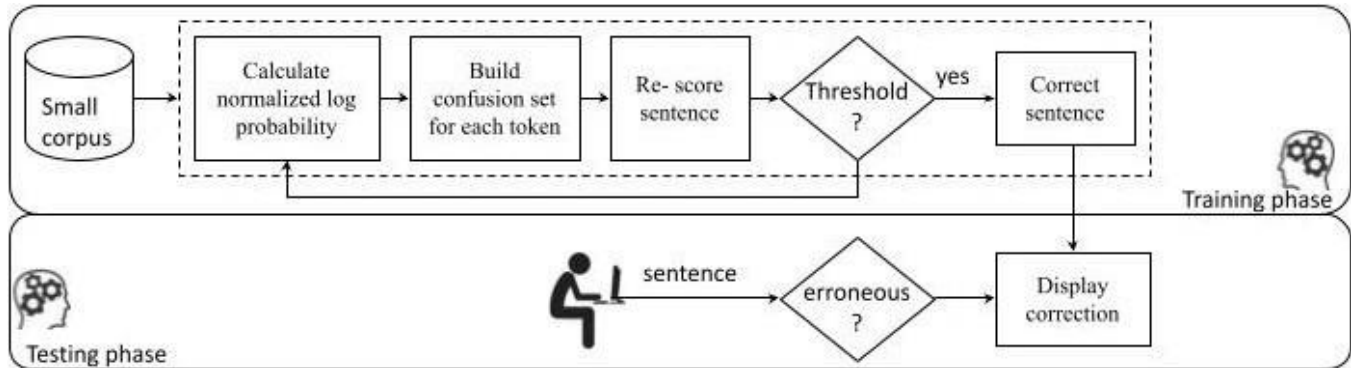 Small
corpus
Calculate
normalized log
probability
Build
confusion set
for each token
Re- score
sentence
Threshold
?
yes
Correct
sentence
Training phase
sentence
erroneous
?
Display
correction
Testing phase